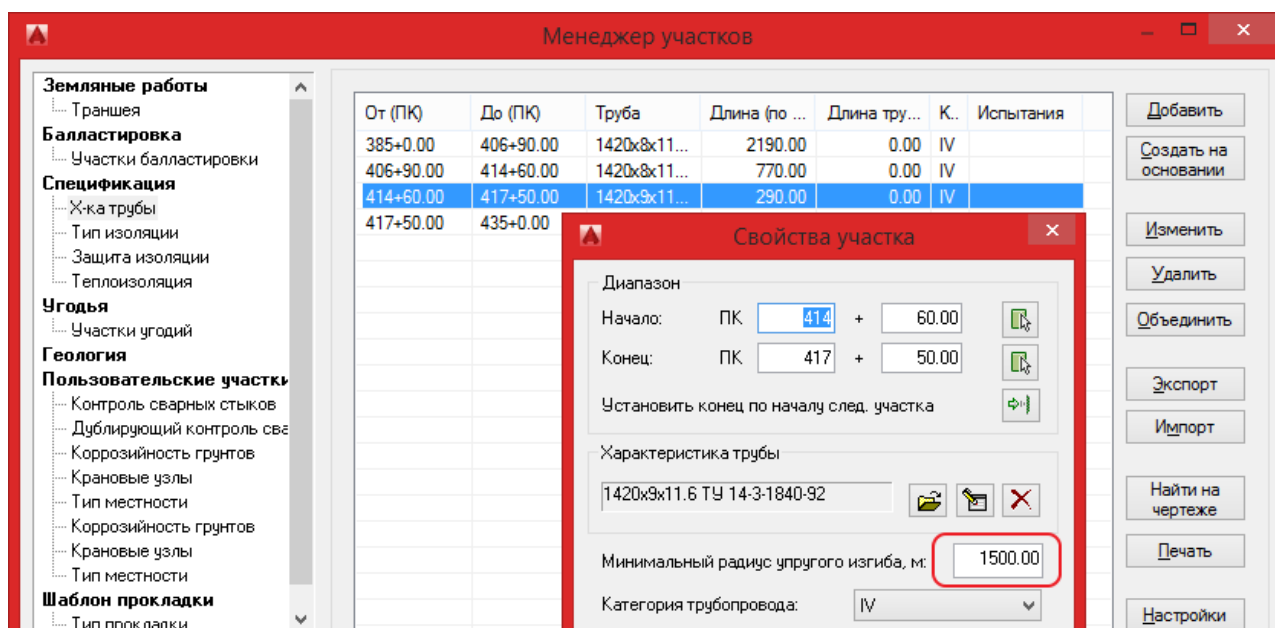 Менеджер участков
Земляные работы
Траншея
Балластировка
Участки балластировки
Спецификация
Х-ка трубы
Тип изоляции
Защита изоляции
Теплоизоляция
Угодья
Участки угодий
Геология
Пользовательские участки
Контроль сварных стыков
Дублирующий контроль сва
Коррозийность грунтов
Крановые узлы
Тип местности
Коррозийность грунтов
Крановые узлы
Тип местности
Шаблон прокладки
Тип прокладки
От (ПК) До (ПК) Труба Длина (по ... Длина тру... К.. Испытания
385+0.00 406+90.00 1420x8x11... 2190.00 0.00 IV
406+90.00 414+60.00 1420x8x11... 770.00 0.00 IV
414+60.00 417+50.00 1420x9x11... 290.00 0.00 IV
417+50.00 435+0.00
Свойства участка
Диапазон
Начало: ПК 414 + 60.00
Конец: ПК 417 + 50.00
Установить конец по началу след. участка
Характеристика трубы
1420x9x11.6 ТУ 14-3-1840-92
Минимальный радиус упругого изгиба, м: 1500.00
Категория трубопровода: IV
Добавить
Создать на
основании
Изменить
Удалить
Объединить
Экспорт
Импорт
Найти на
чертеже
Печать
Настройки